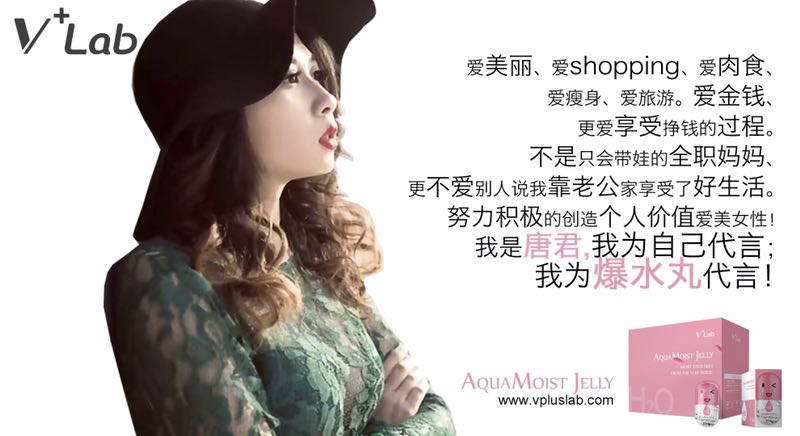 V+Lab
爱美丽、爱shopping、爱肉食、
爱瘦身、爱旅游。爱金钱、
更爱享受挣钱的过程。
不是只会带娃的全职妈妈、
更不爱别人说我靠老公家享受了好生活。
努力积极的创造个人价值爱美女性!
我是唐君,我为自己代言;
我为爆水丸代言!
V+Lab
AQUAMOIST JELLY
H2O
AQUAMOIST JELLY
www.vpluslab.com